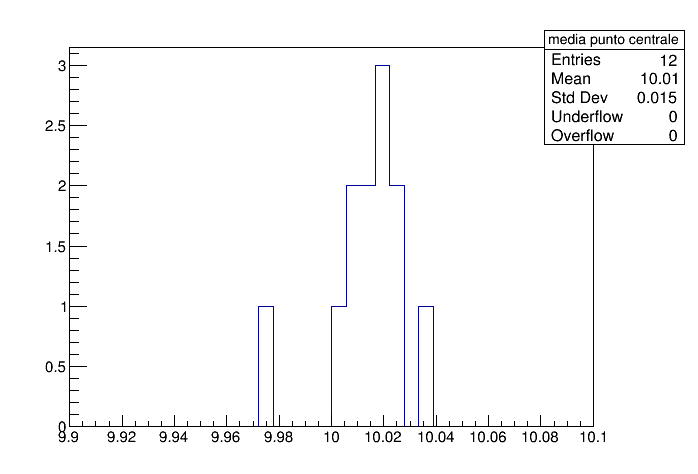 media punto centrale
Entries 12
Mean 10.01
Std Dev 0.015
Underflow 0
Overflow 0
3
2.5
2
1.5
1
0.5
0
9.9 9.92 9.94 9.96 9.98 10 10.02 10.04 10.06 10.08 10.1